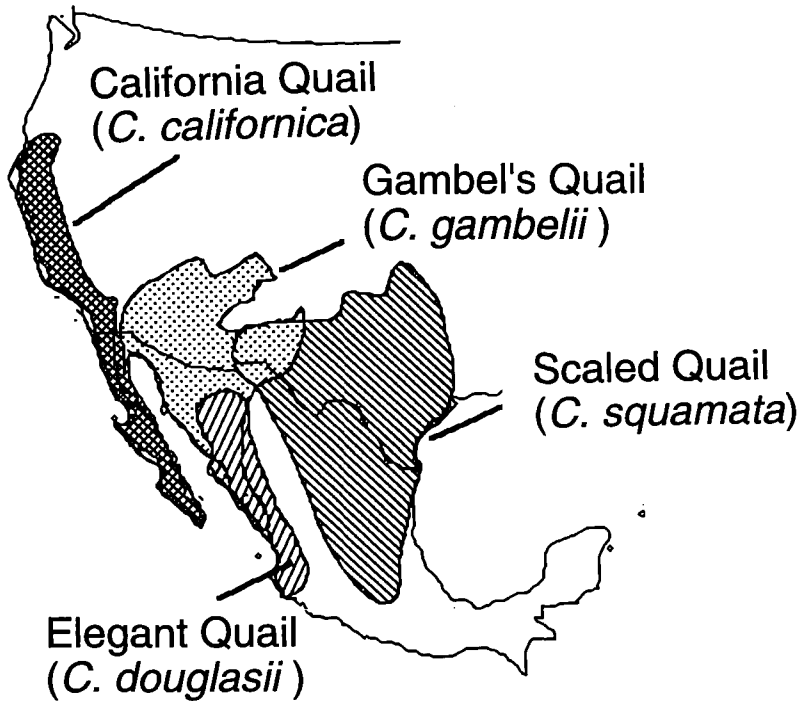 California Quail
(C. californica)
Gambel's Quail
(C. gambelii )
Scaled Quail
(C. squamata)
Elegant Quail
(C. douglasii )